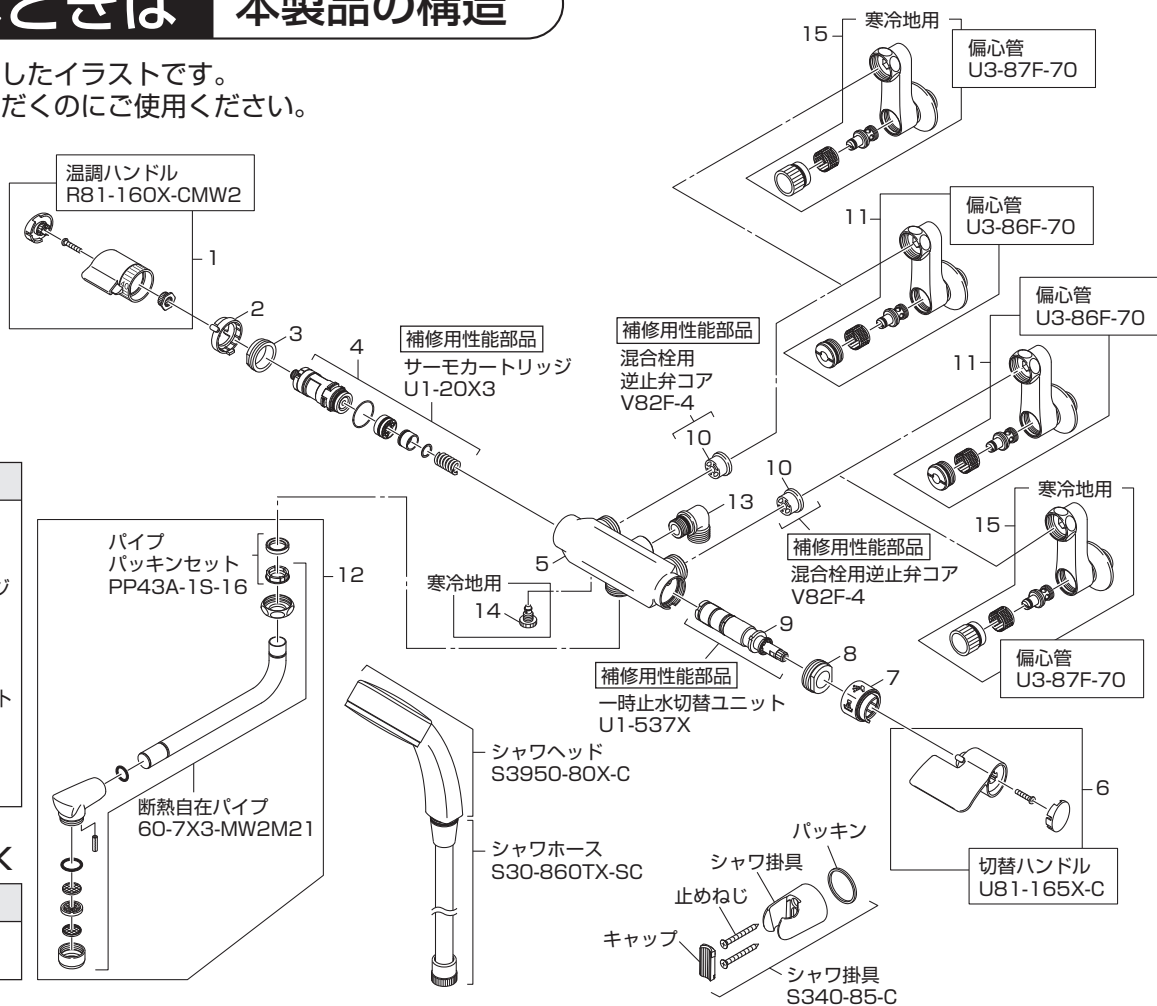 ときは 本製品の構造
したイラストです。
だくのにご使用ください。
温調ハンドル
R81-160X-CMW2
1
2
3
4
補修用性能部品
サーモカートリッジ
U1-20X3
15
寒冷地用
偏心管
U3-87F-70
11
偏心管
U3-86F-70
偏心管
U3-86F-70
11
補修用性能部品
混合栓用
逆止弁コア
V82F-4
10
10
13
補修用性能部品
混合栓用逆止弁コア
V82F-4
寒冷地用
15
偏心管
U3-87F-70
5
寒冷地用
14
9
補修用性能部品
一時止水切替ユニット
U1-537X
8
7
6
切替ハンドル
U81-165X-C
パイプ
パッキンセット
PP43A-1S-16
12
断熱自在パイプ
60-7X3-MW2M21
シャワヘッド
S3950-80X-C
シャワホース
S30-860TX-SC
パッキン
シャワ掛具
止めねじ
キャップ
シャワ掛具
S340-85-C
ジ
ト